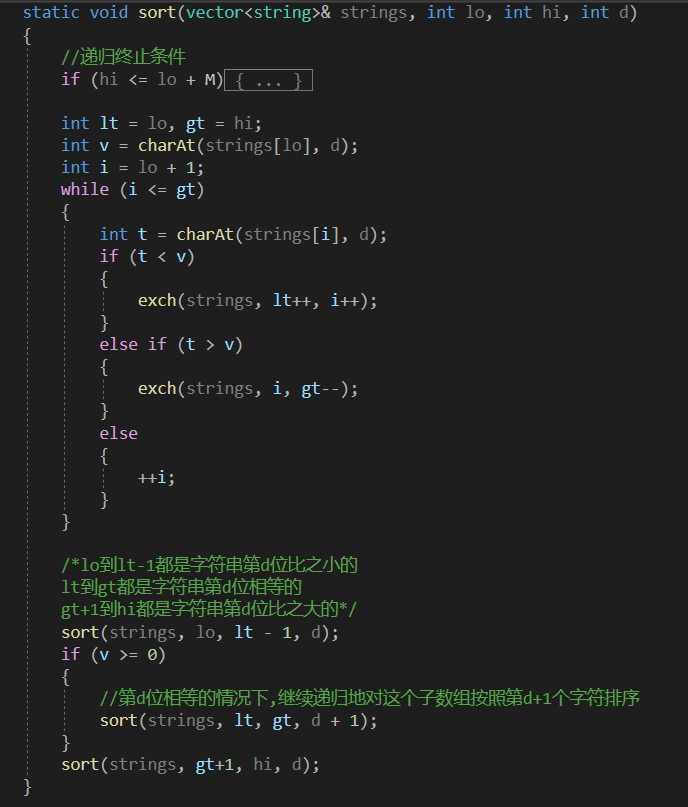 static void sort(vector<string>& strings, int lo, int hi, int d)
{
//递归终止条件
if (hi <= lo + M){ ... }
int lt = lo, gt = hi;
int v = charAt(strings[lo], d);
int i = lo + 1;
while (i <= gt)
{
int t = charAt(strings[i], d);
if (t < v)
{
exch(strings, lt++, i++);
}
else if (t > v)
{
exch(strings, i, gt--);
}
else
{
++i;
}
}
/*lo到lt-1都是字符串第d位比之小的
lt到gt都是字符串第d位相等的
gt+1到hi都是字符串第d位比之大的*/
sort(strings, lo, lt - 1, d);
if (v >= 0)
{
//第d位相等的情况下,继续递归地对这个子数组按照第d+1个字符排序
sort(strings, lt, gt, d + 1);
}
sort(strings, gt+1, hi, d);
}